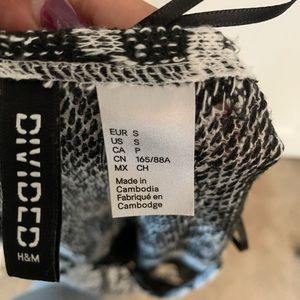 DIVIDED
H&M
EUR S
US S
CA P
CN 165/88A
MX CH
Made in
Cambodia
Fabriqué en
Cambodge